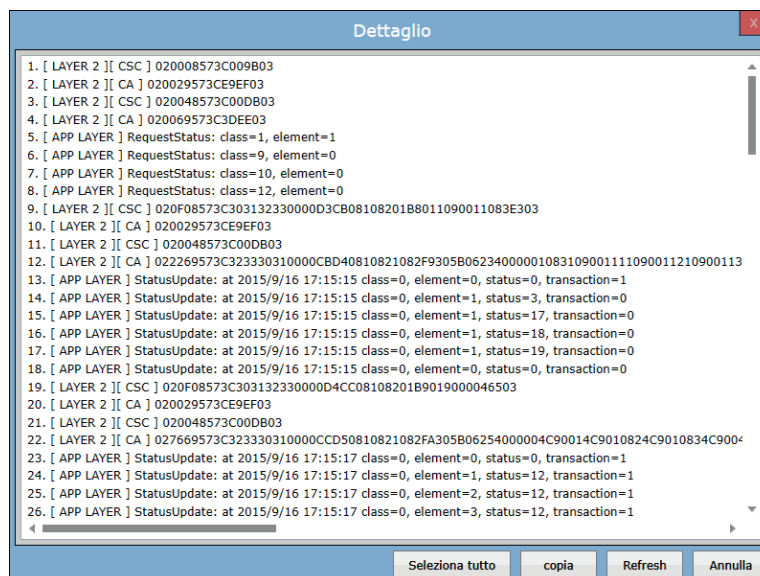 Dettaglio
X
1. [ LAYER 2 ][ CSC ] 020008573C009B03
2. [ LAYER 2 ][ CA ] 020029573CE9EF03
3. [ LAYER 2 ][ CSC ] 020048573C00DB03
4. [ LAYER 2 ][ CA ] 020069573C3DEE03
5. [ APP LAYER ] RequestStatus: class=1, element=1
6. [ APP LAYER ] RequestStatus: class=9, element=0
7. [ APP LAYER ] RequestStatus: class=10, element=0
8. [ APP LAYER ] RequestStatus: class=12, element=0
9. [ LAYER 2 ][ CSC ] 020F08573C303132330000D3CB08108201B8011090011083E303
10. [ LAYER 2 ][ CA ] 020029573CE9EF03
11. [ LAYER 2 ][ CSC ] 020048573C00DB03
12. [ LAYER 2 ][ CA ] 022269573C323330310000CBD40810821082F9305B06234000001083109001111090011210900113
13. [ APP LAYER ] StatusUpdate: at 2015/9/16 17:15:15 class=0, element=0, status=0, transaction=1
14. [ APP LAYER ] StatusUpdate: at 2015/9/16 17:15:15 class=0, element=1, status=3, transaction=0
15. [ APP LAYER ] StatusUpdate: at 2015/9/16 17:15:15 class=0, element=1, status=17, transaction=0
16. [ APP LAYER ] StatusUpdate: at 2015/9/16 17:15:15 class=0, element=1, status=18, transaction=0
17. [ APP LAYER ] StatusUpdate: at 2015/9/16 17:15:15 class=0, element=1, status=19, transaction=0
18. [ APP LAYER ] StatusUpdate: at 2015/9/16 17:15:15 class=0, element=0, status=0, transaction=0
19. [ LAYER 2 ][ CSC ] 020F08573C303132330000D4CC08108201B9019000046503
20. [ LAYER 2 ][ CA ] 020029573CE9EF03
21. [ LAYER 2 ][ CSC ] 020048573C00DB03
22. [ LAYER 2 ][ CA ] 027669573C323330310000CCD50810821082FA305B06254000004C90014C9010824C9010834C9004
23. [ APP LAYER ] StatusUpdate: at 2015/9/16 17:15:17 class=0, element=0, status=0, transaction=1
24. [ APP LAYER ] StatusUpdate: at 2015/9/16 17:15:17 class=0, element=1, status=12, transaction=1
25. [ APP LAYER ] StatusUpdate: at 2015/9/16 17:15:17 class=0, element=2, status=12, transaction=1
26. [ APP LAYER ] StatusUpdate: at 2015/9/16 17:15:17 class=0, element=3, status=12, transaction=1
Seleziona tutto copia Refresh Annulla